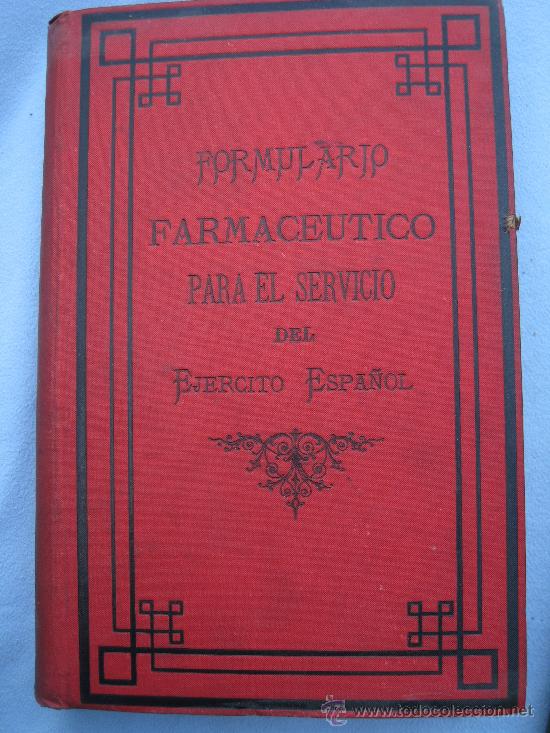 FORMULARIO
FARMACEUTICO
PARA EL SERVICIO
DEL
EJERCITO ESPAÑOL
www.todocoleccion.net